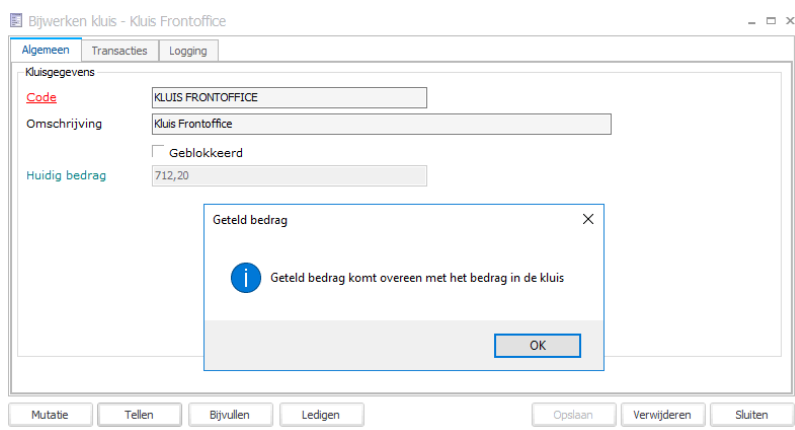 Bijwerken kluis - Kluis Frontoffice
Algemeen Transacties Logging
Kluisgegevens
Code KLUIS FRONTOFFICE
Omschrijving Kluis Frontoffice
Geblokkeerd
Huidig bedrag 712,20
Geteld bedrag
Geteld bedrag komt overeen met het bedrag in de kluis
OK
Mutatie Tellen Bijvullen Ledigen Opslaan Verwijderen Sluiten